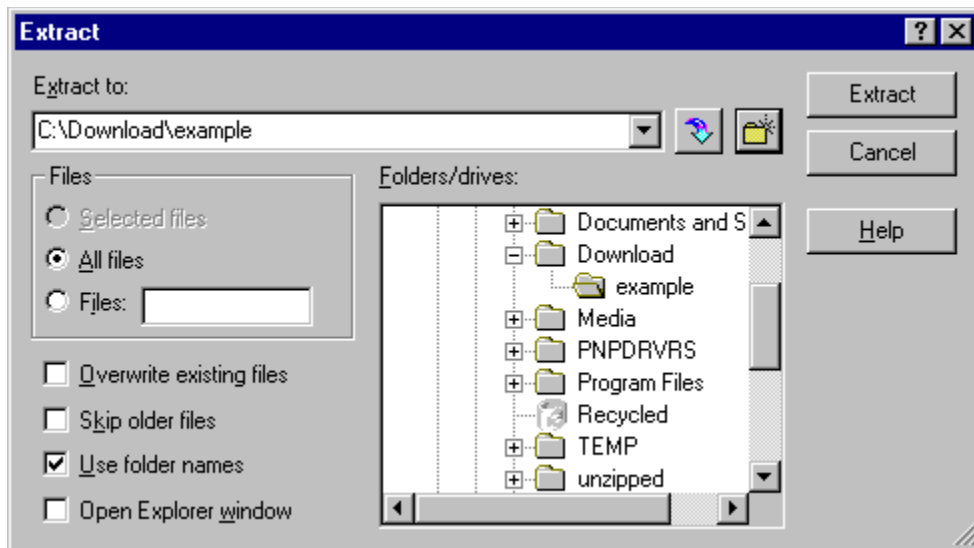 Extract
Extract to:
C:\Download\example
Extract
Cancel
Help
Files
Selected files
All files
Files:
Overwrite existing files
Skip older files
Use folder names
Open Explorer window
Folders/drives:
Documents and S
Download
example
Media
PNPDRVRS
Program Files
Recycled
TEMP
unzipped